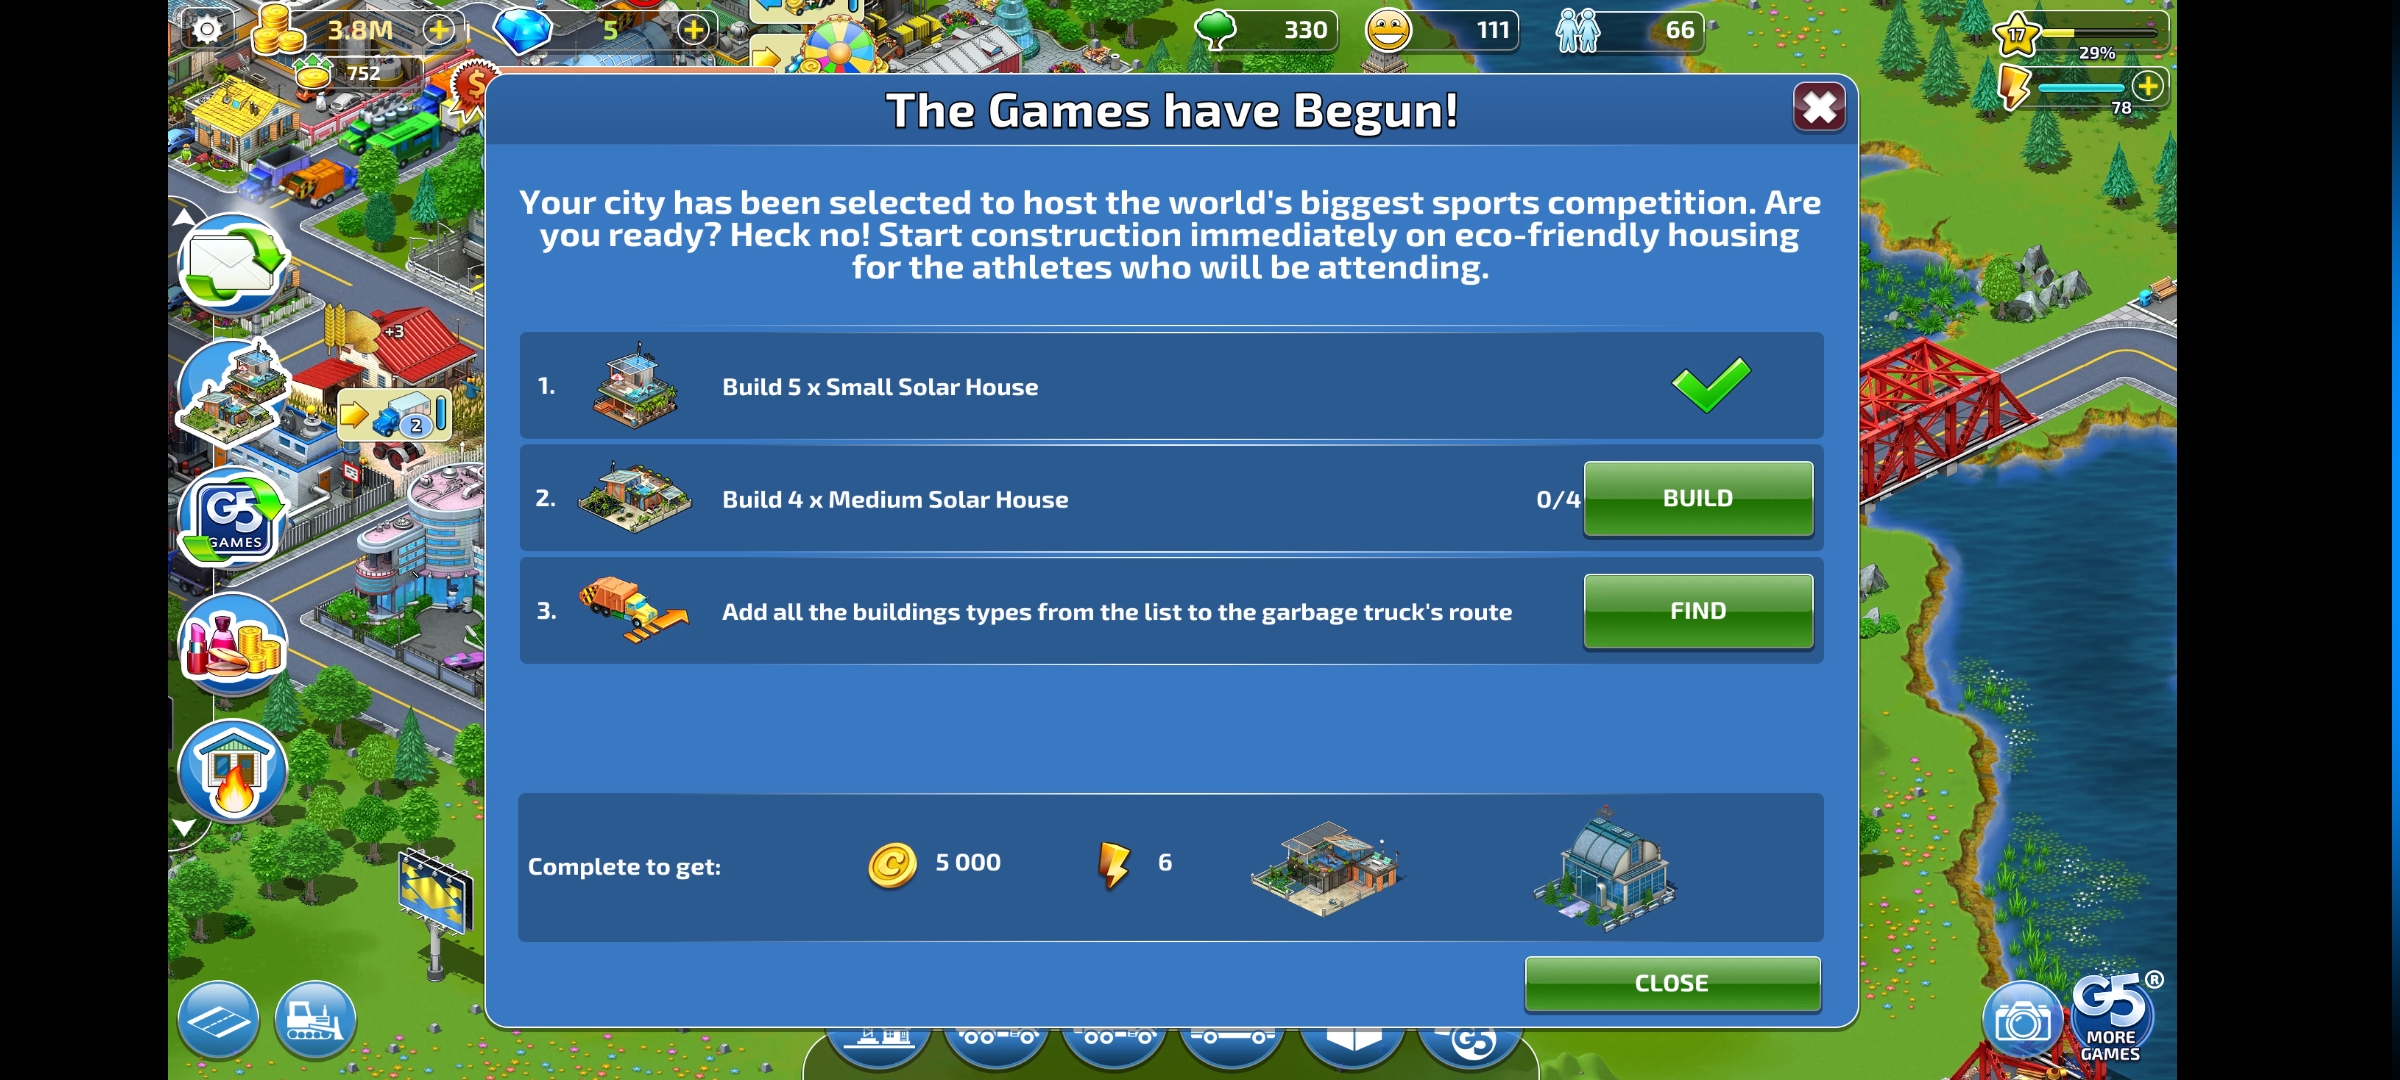 3.8M
5
330
111
66
17
29%
752
78
The Games have Begun!
Your city has been selected to host the world's biggest sports competition. Are
you ready? Heck no! Start construction immediately on eco-friendly housing
for the athletes who will be attending.
+3
2
1.
Build 5 x Small Solar House
2.
Build 4 x Medium Solar House
0/4
BUILD
G5
GAMES
3.
Add all the buildings types from the list to the garbage truck's route
FIND
Complete to get:
5 000
6
CLOSE
G5
G5®
MORE
GAMES